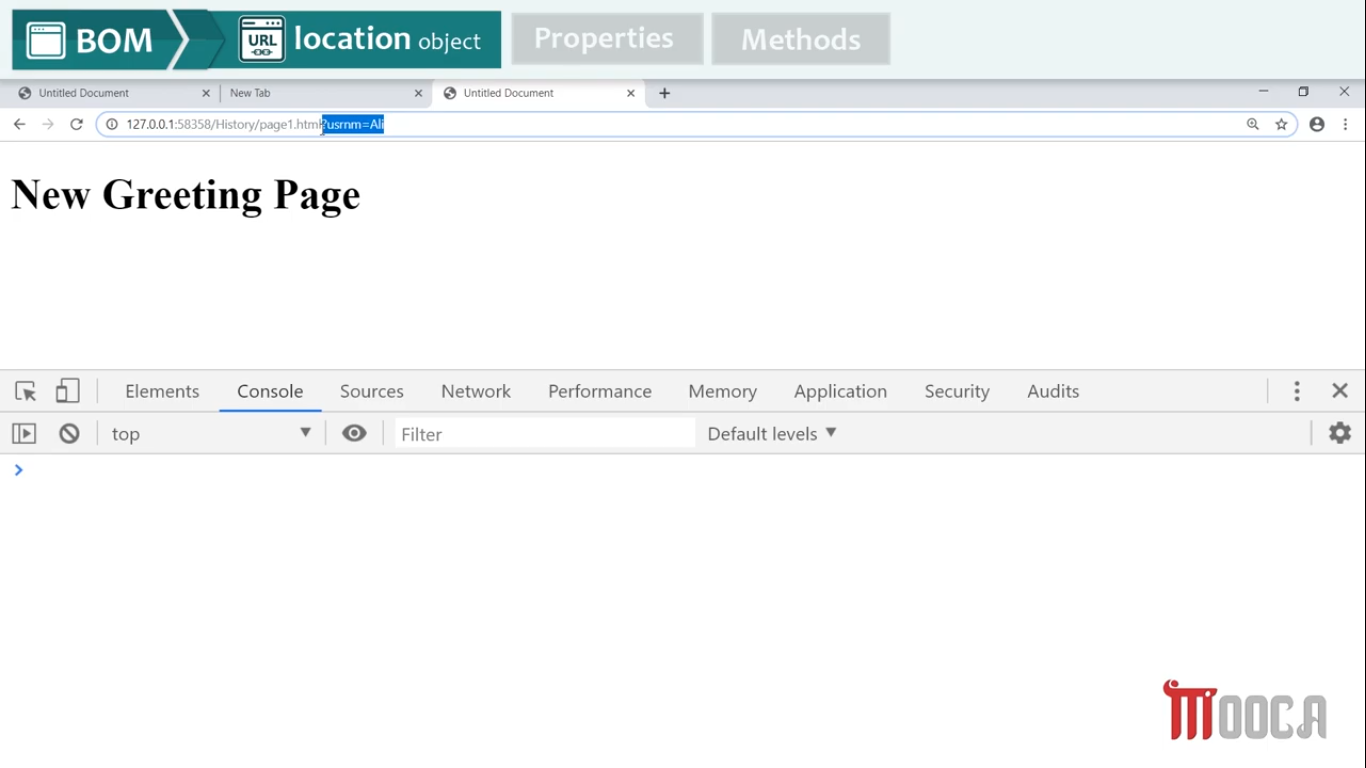 BOM URL location object Properties Methods
Untitled Document New Tab Untitled Document
127.0.0.1:58358/History/page1.html?usrnm=Ali
New Greeting Page
Elements Console Sources Network Performance Memory Application Security Audits
top Filter Default levels
MOOCA